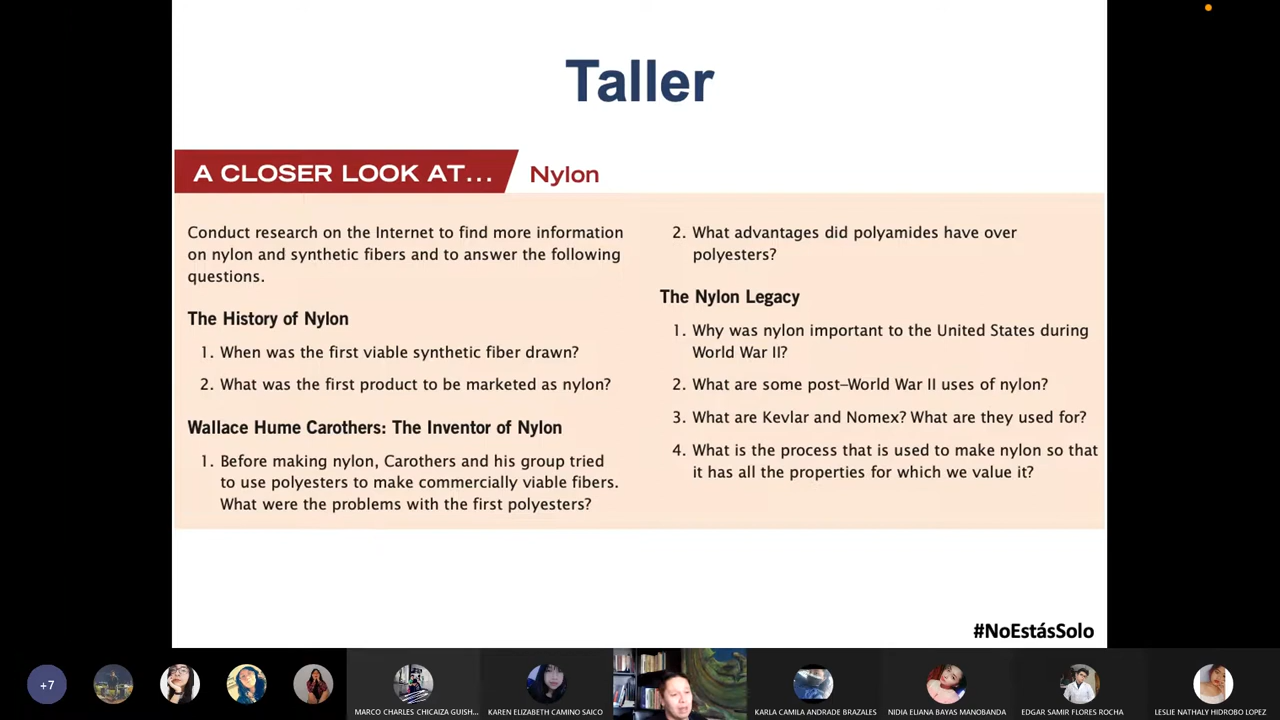 Taller
A CLOSER LOOK AT... Nylon
Conduct research on the Internet to find more information
on nylon and synthetic fibers and to answer the following
questions.
The History of Nylon
1. When was the first viable synthetic fiber drawn?
2. What was the first product to be marketed as nylon?
Wallace Hume Carothers: The Inventor of Nylon
1. Before making nylon, Carothers and his group tried
to use polyesters to make commercially viable fibers.
What were the problems with the first polyesters?
2. What advantages did polyamides have over
polyesters?
The Nylon Legacy
1. Why was nylon important to the United States during
World War II?
2. What are some post–World War II uses of nylon?
3. What are Kevlar and Nomex? What are they used for?
4. What is the process that is used to make nylon so that
it has all the properties for which we value it?
#NoEstásSolo
+7
MARCO CHARLES CHICAIZA GUISH...
KAREN ELIZABETH CAMINO SAICO
KARLA CAMILA ANDRADE BRAZALES
NIDIA ELIANA BAYAS MANOBANDA
EDGAR SAMIR FLORES ROCHA
LESLIE NATHALY HIDROBO LOPEZ